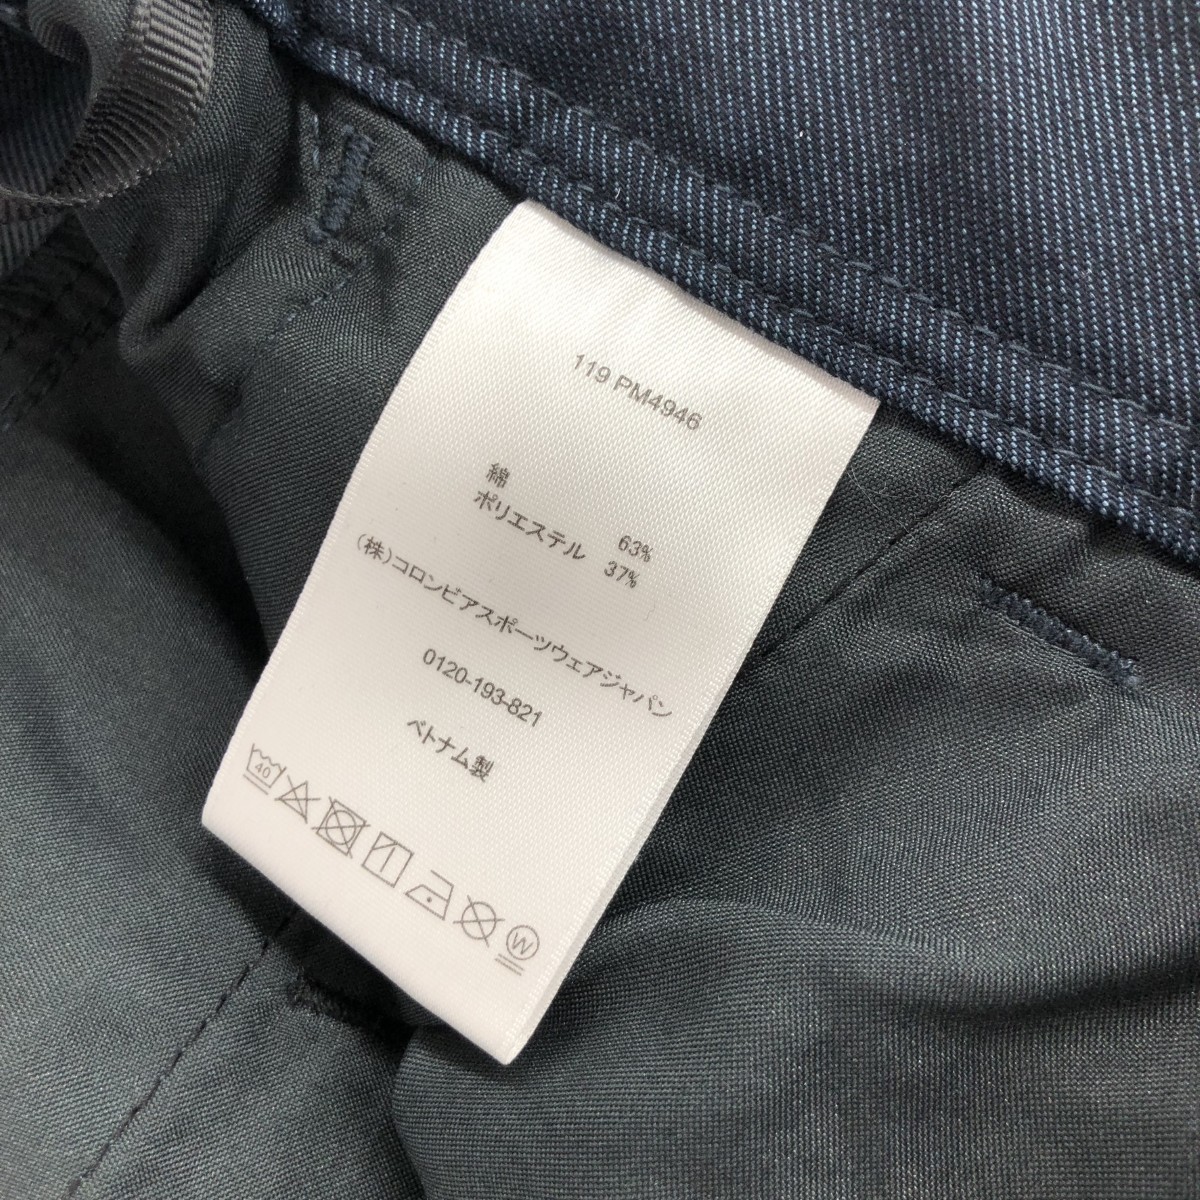 119 PM4946
綿 63%
ポリエステル 37%
(株)コロンビアスポーツウェアジャパン
0120-193-821
ベトナム製
40
W